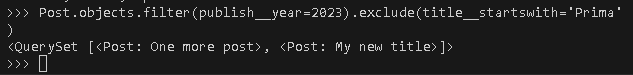 >>> Post.objects.filter(publish__year=2023).exclude(title__startswith='Prima'
)
<QuerySet [<Post: One more post>, <Post: My new title>]>
>>>